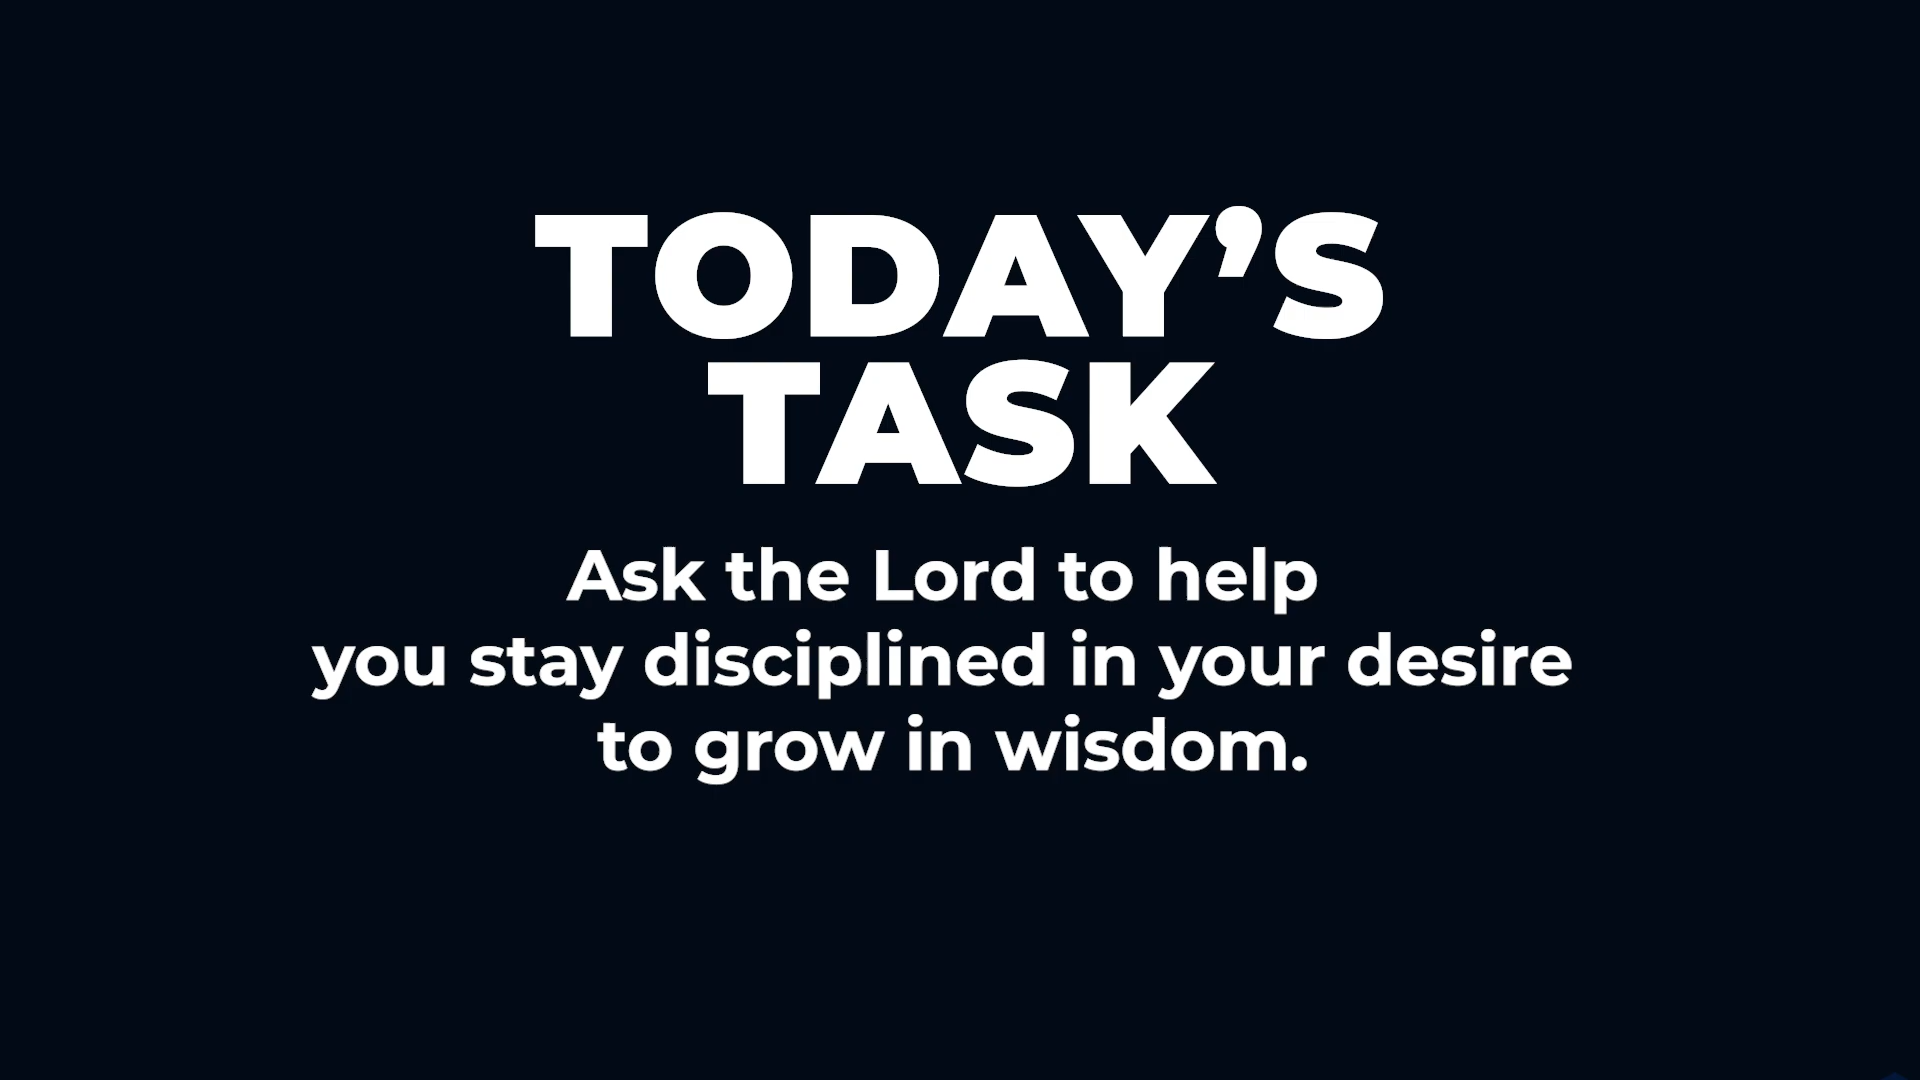 TODAY’S
TASK
Ask the Lord to help
you stay disciplined in your desire
to grow in wisdom.